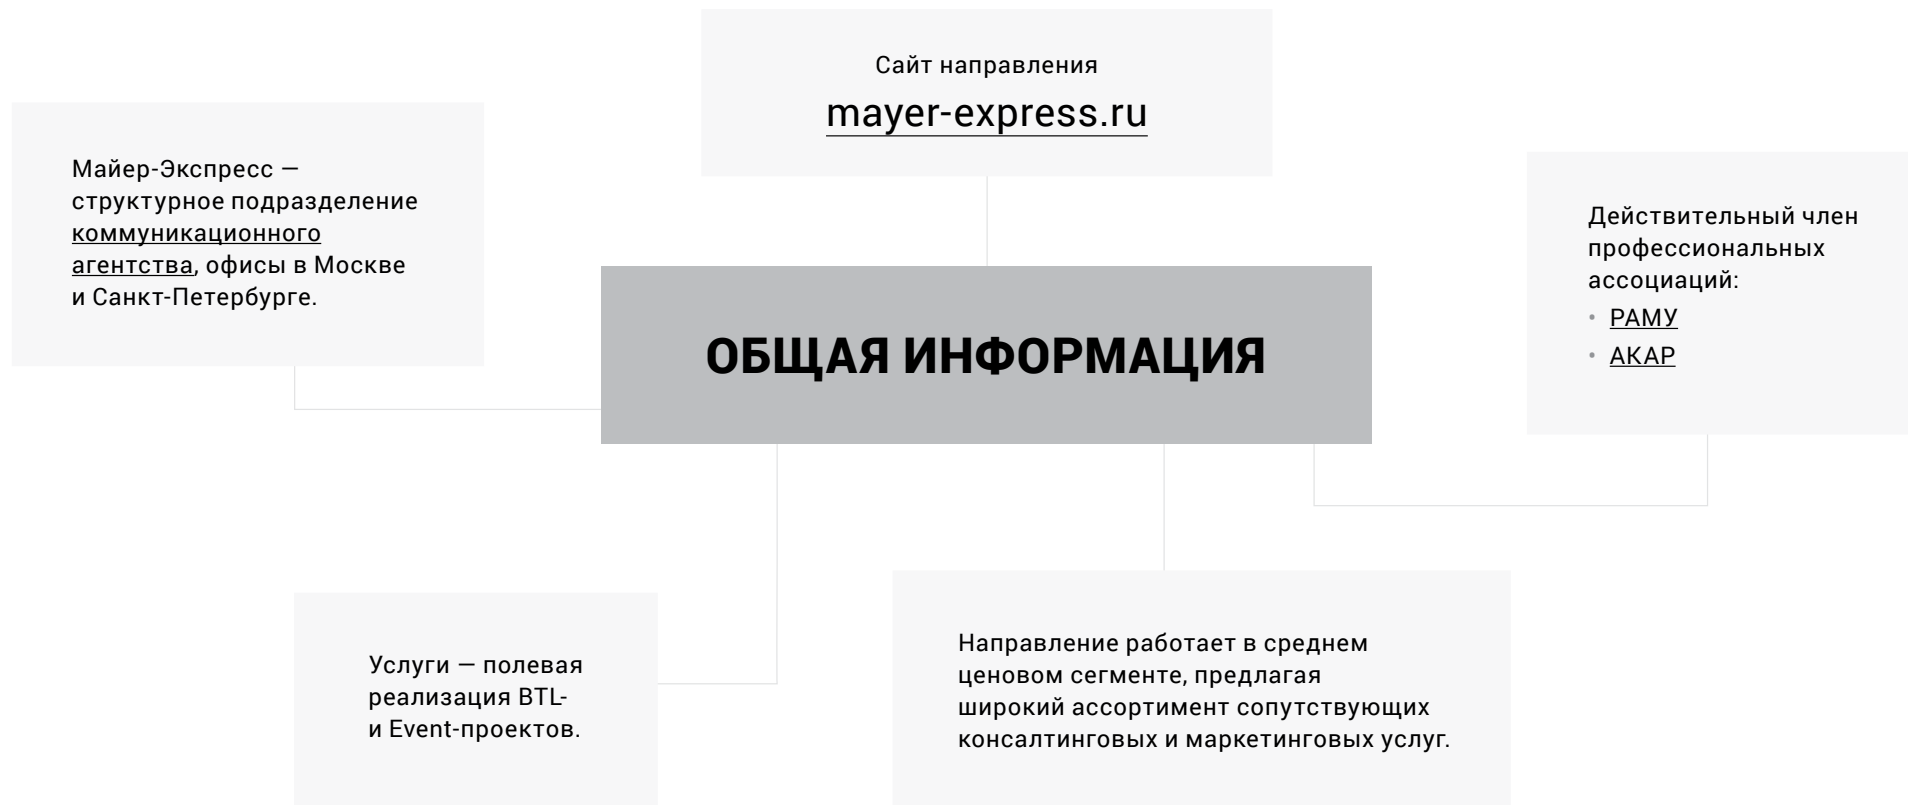 Сайт направления
mayer-express.ru
Майер-Экспресс —
структурное подразделение
коммуникационного
агентства, офисы в Москве
и Санкт-Петербурге.
Действительный член
профессиональных
ассоциаций:
• РАМУ
• АКАР
ОБЩАЯ ИНФОРМАЦИЯ
Услуги — полевая
реализация BTL-
и Event-проектов.
Направление работает в среднем
ценовом сегменте, предлагая
широкий ассортимент сопутствующих
консалтинговых и маркетинговых услуг.